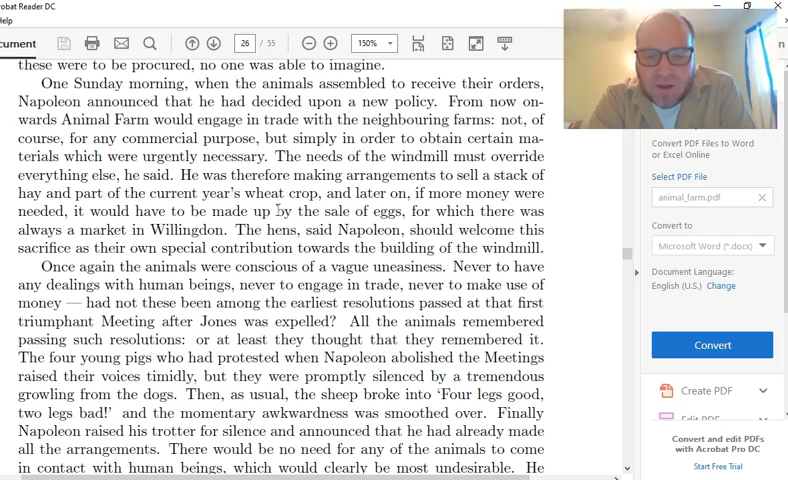 crobat Reader DC
Help
ocument
26 / 55
150%
these were to be procured, no one was able to imagine.
One Sunday morning, when the animals assembled to receive their orders,
Napoleon announced that he had decided upon a new policy. From now on-
wards Animal Farm would engage in trade with the neighbouring farms: not, of
course, for any commercial purpose, but simply in order to obtain certain ma-
terials which were urgently necessary. The needs of the windmill must override
everything else, he said. He was therefore making arrangements to sell a stack of
hay and part of the current year's wheat crop, and later on, if more money were
needed, it would have to be made up by the sale of eggs, for which there was
always a market in Willingdon. The hens, said Napoleon, should welcome this
sacrifice as their own special contribution towards the building of the windmill.
Once again the animals were conscious of a vague uneasiness. Never to have
any dealings with human beings, never to engage in trade, never to make use of
money — had not these been among the earliest resolutions passed at that first
triumphant Meeting after Jones was expelled? All the animals remembered
passing such resolutions: or at least they thought that they remembered it.
The four young pigs who had protested when Napoleon abolished the Meetings
raised their voices timidly, but they were promptly silenced by a tremendous
growling from the dogs. Then, as usual, the sheep broke into 'Four legs good,
two legs bad!' and the momentary awkwardness was smoothed over. Finally
Napoleon raised his trotter for silence and announced that he had already made
all the arrangements. There would be no need for any of the animals to come
in contact with human beings, which would clearly be most undesirable. He
Convert PDF Files to Word
or Excel Online
Select PDF File
animal_farm.pdf
Convert to
Microsoft Word (*.docx)
Document Language:
English (U.S.) Change
Convert
Create PDF
Edit PDF
Convert and edit PDFs
with Acrobat Pro DC
Start Free Trial